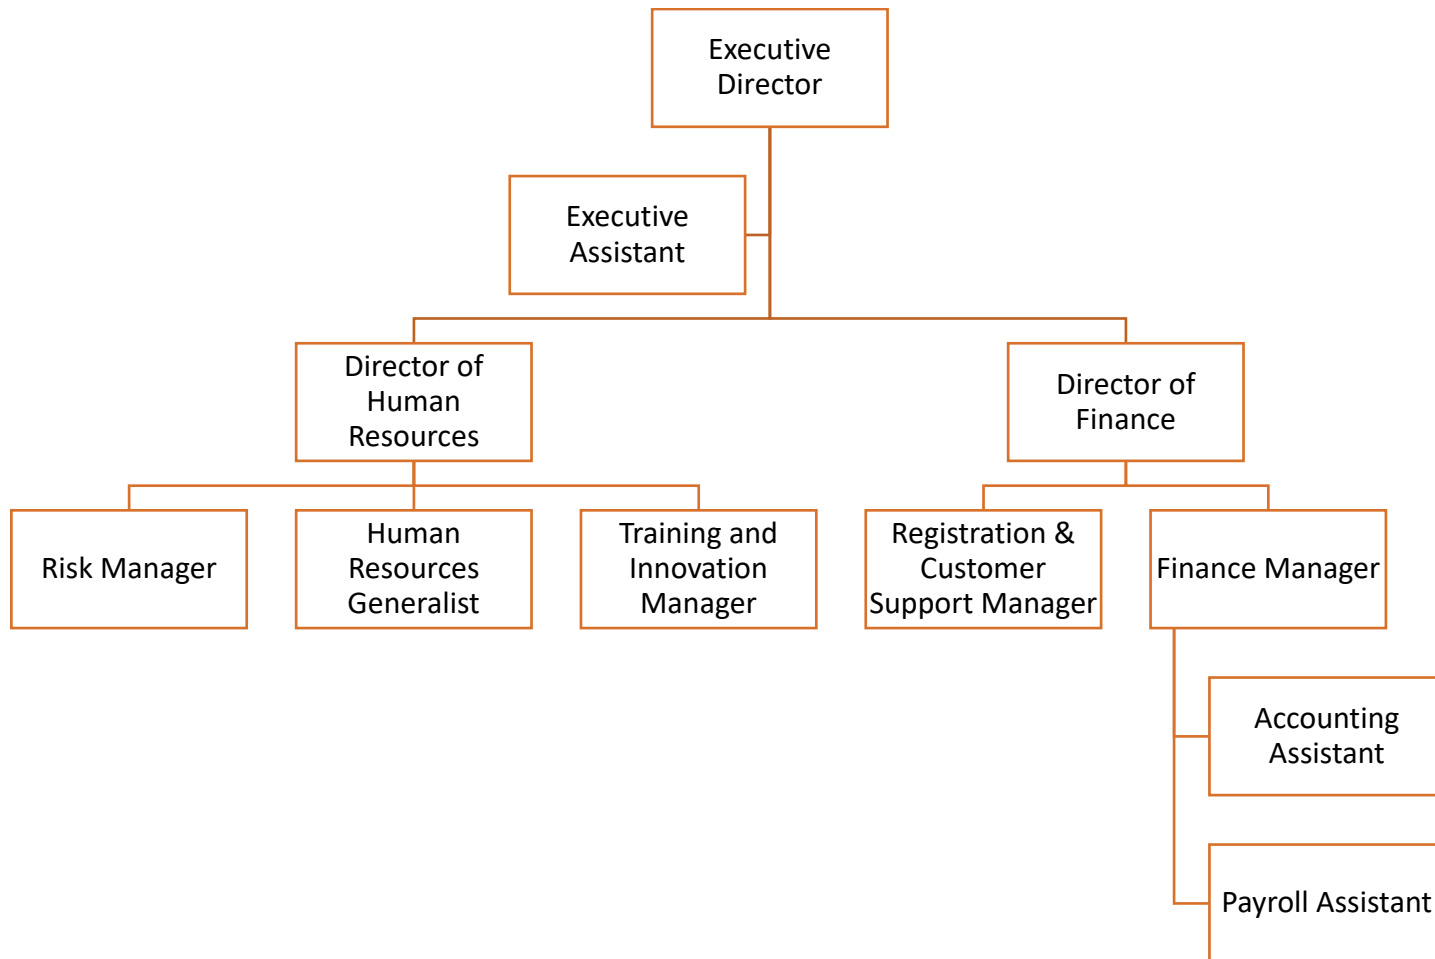 Executive
Director
Executive
Assistant
Director of
Human
Resources
Director of
Finance
Risk Manager
Human
Resources
Generalist
Training and
Innovation
Manager
Registration &
Customer
Support Manager
Finance Manager
Accounting
Assistant
Payroll Assistant